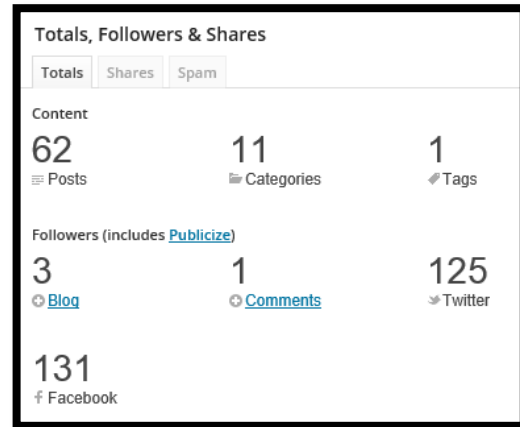 Totals, Followers & Shares
Totals Shares Spam
Content
62 11 1
Posts Categories Tags
Followers (includes Publicize)
3 1 125
Blog Comments Twitter
131
Facebook